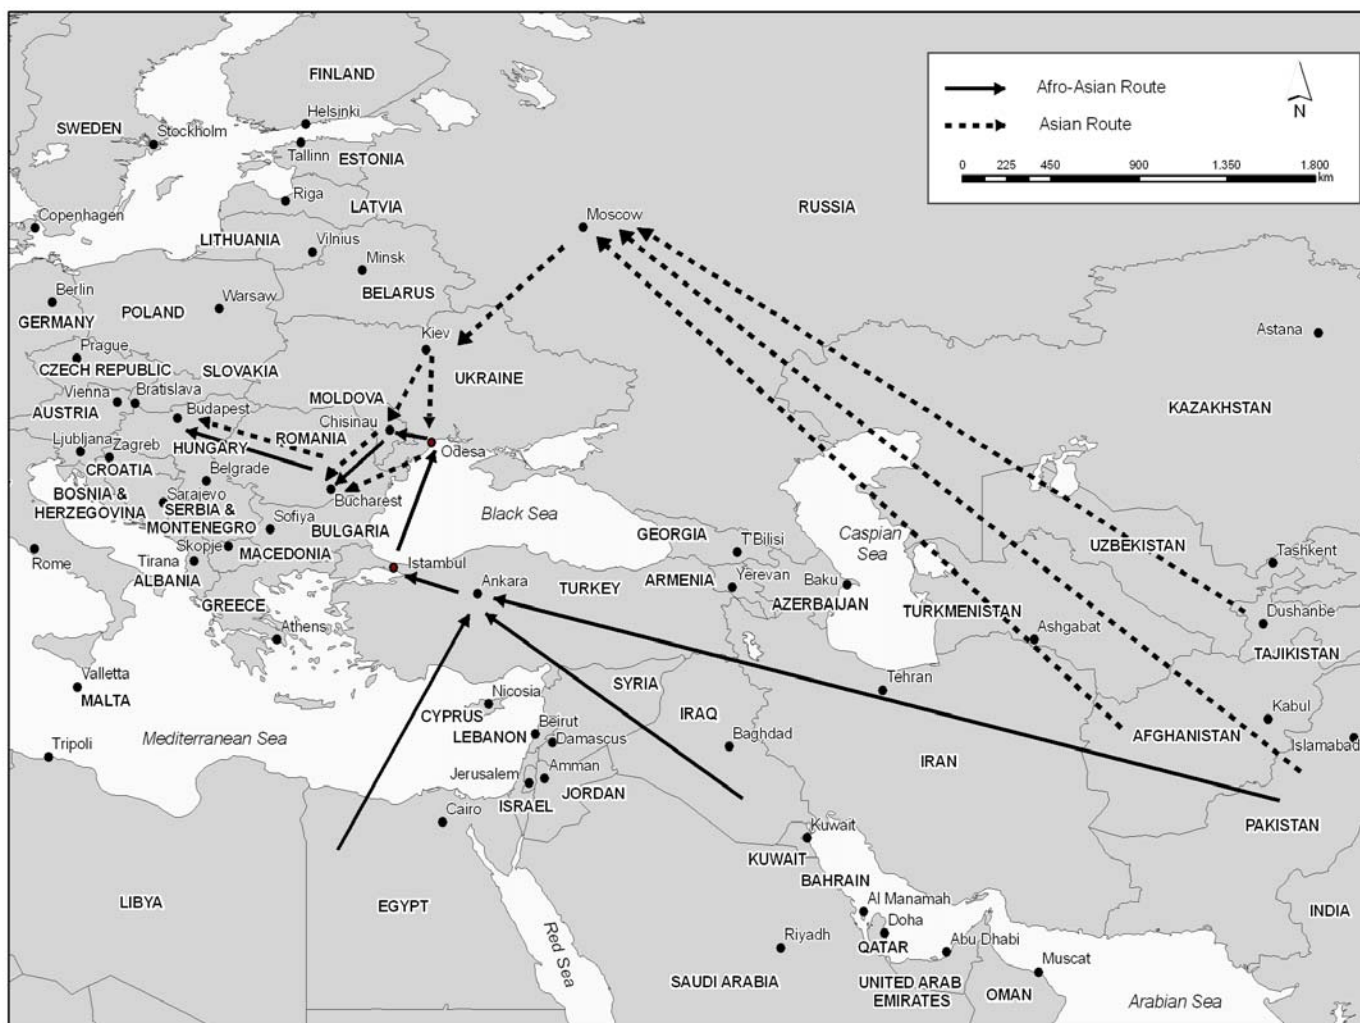 FINLAND
Helsinki
SWEDEN
Stockholm
Tallinn
ESTONIA
Riga
LATVIA
Copenhagen
LITHUANIA
Vilnius
Minsk
BELARUS
Moscow
RUSSIA
Afro-Asian Route
Asian Route
N
0 225 450 900 1.350 1.800
km
Berlin
GERMANY
POLAND
Warsaw
Kiev
UKRAINE
Astana
KAZAKHSTAN
Prague
CZECH REPUBLIC
SLOVAKIA
Vienna
Bratislava
AUSTRIA
Budapest
MOLDOVA
Chisinau
HUNGARY
ROMANIA
Odesa
Ljubljana
Zagreb
CROATIA
Belgrade
BOSNIA &
HERZEGOVINA
Sarajevo
SERBIA &
MONTENEGRO
Bucharest
Sofiya
BULGARIA
Black Sea
Skopje
MACEDONIA
Rome
Tirana
ALBANIA
GREECE
Athens
Istambul
Ankara
TURKEY
GEORGIA
T'Bilisi
ARMENIA
Yerevan
Baku
AZERBAIJAN
Caspian
Sea
UZBEKISTAN
Tashkent
TURKMENISTAN
Ashgabat
Dushanbe
TAJIKISTAN
Valletta
MALTA
Tripoli
Mediterranean Sea
Nicosia
CYPRUS
SYRIA
LEBANON
Beirut
Damascus
IRAQ
Baghdad
Tehran
IRAN
Kabul
AFGHANISTAN
Islamabad
PAKISTAN
Jerusalem
Amman
ISRAEL
JORDAN
Cairo
LIBYA
EGYPT
Red Sea
Kuwait
KUWAIT
BAHRAIN
Al Manamah
Doha
QATAR
Abu Dhabi
Riyadh
SAUDI ARABIA
UNITED ARAB
EMIRATES
Muscat
OMAN
Arabian Sea
INDIA